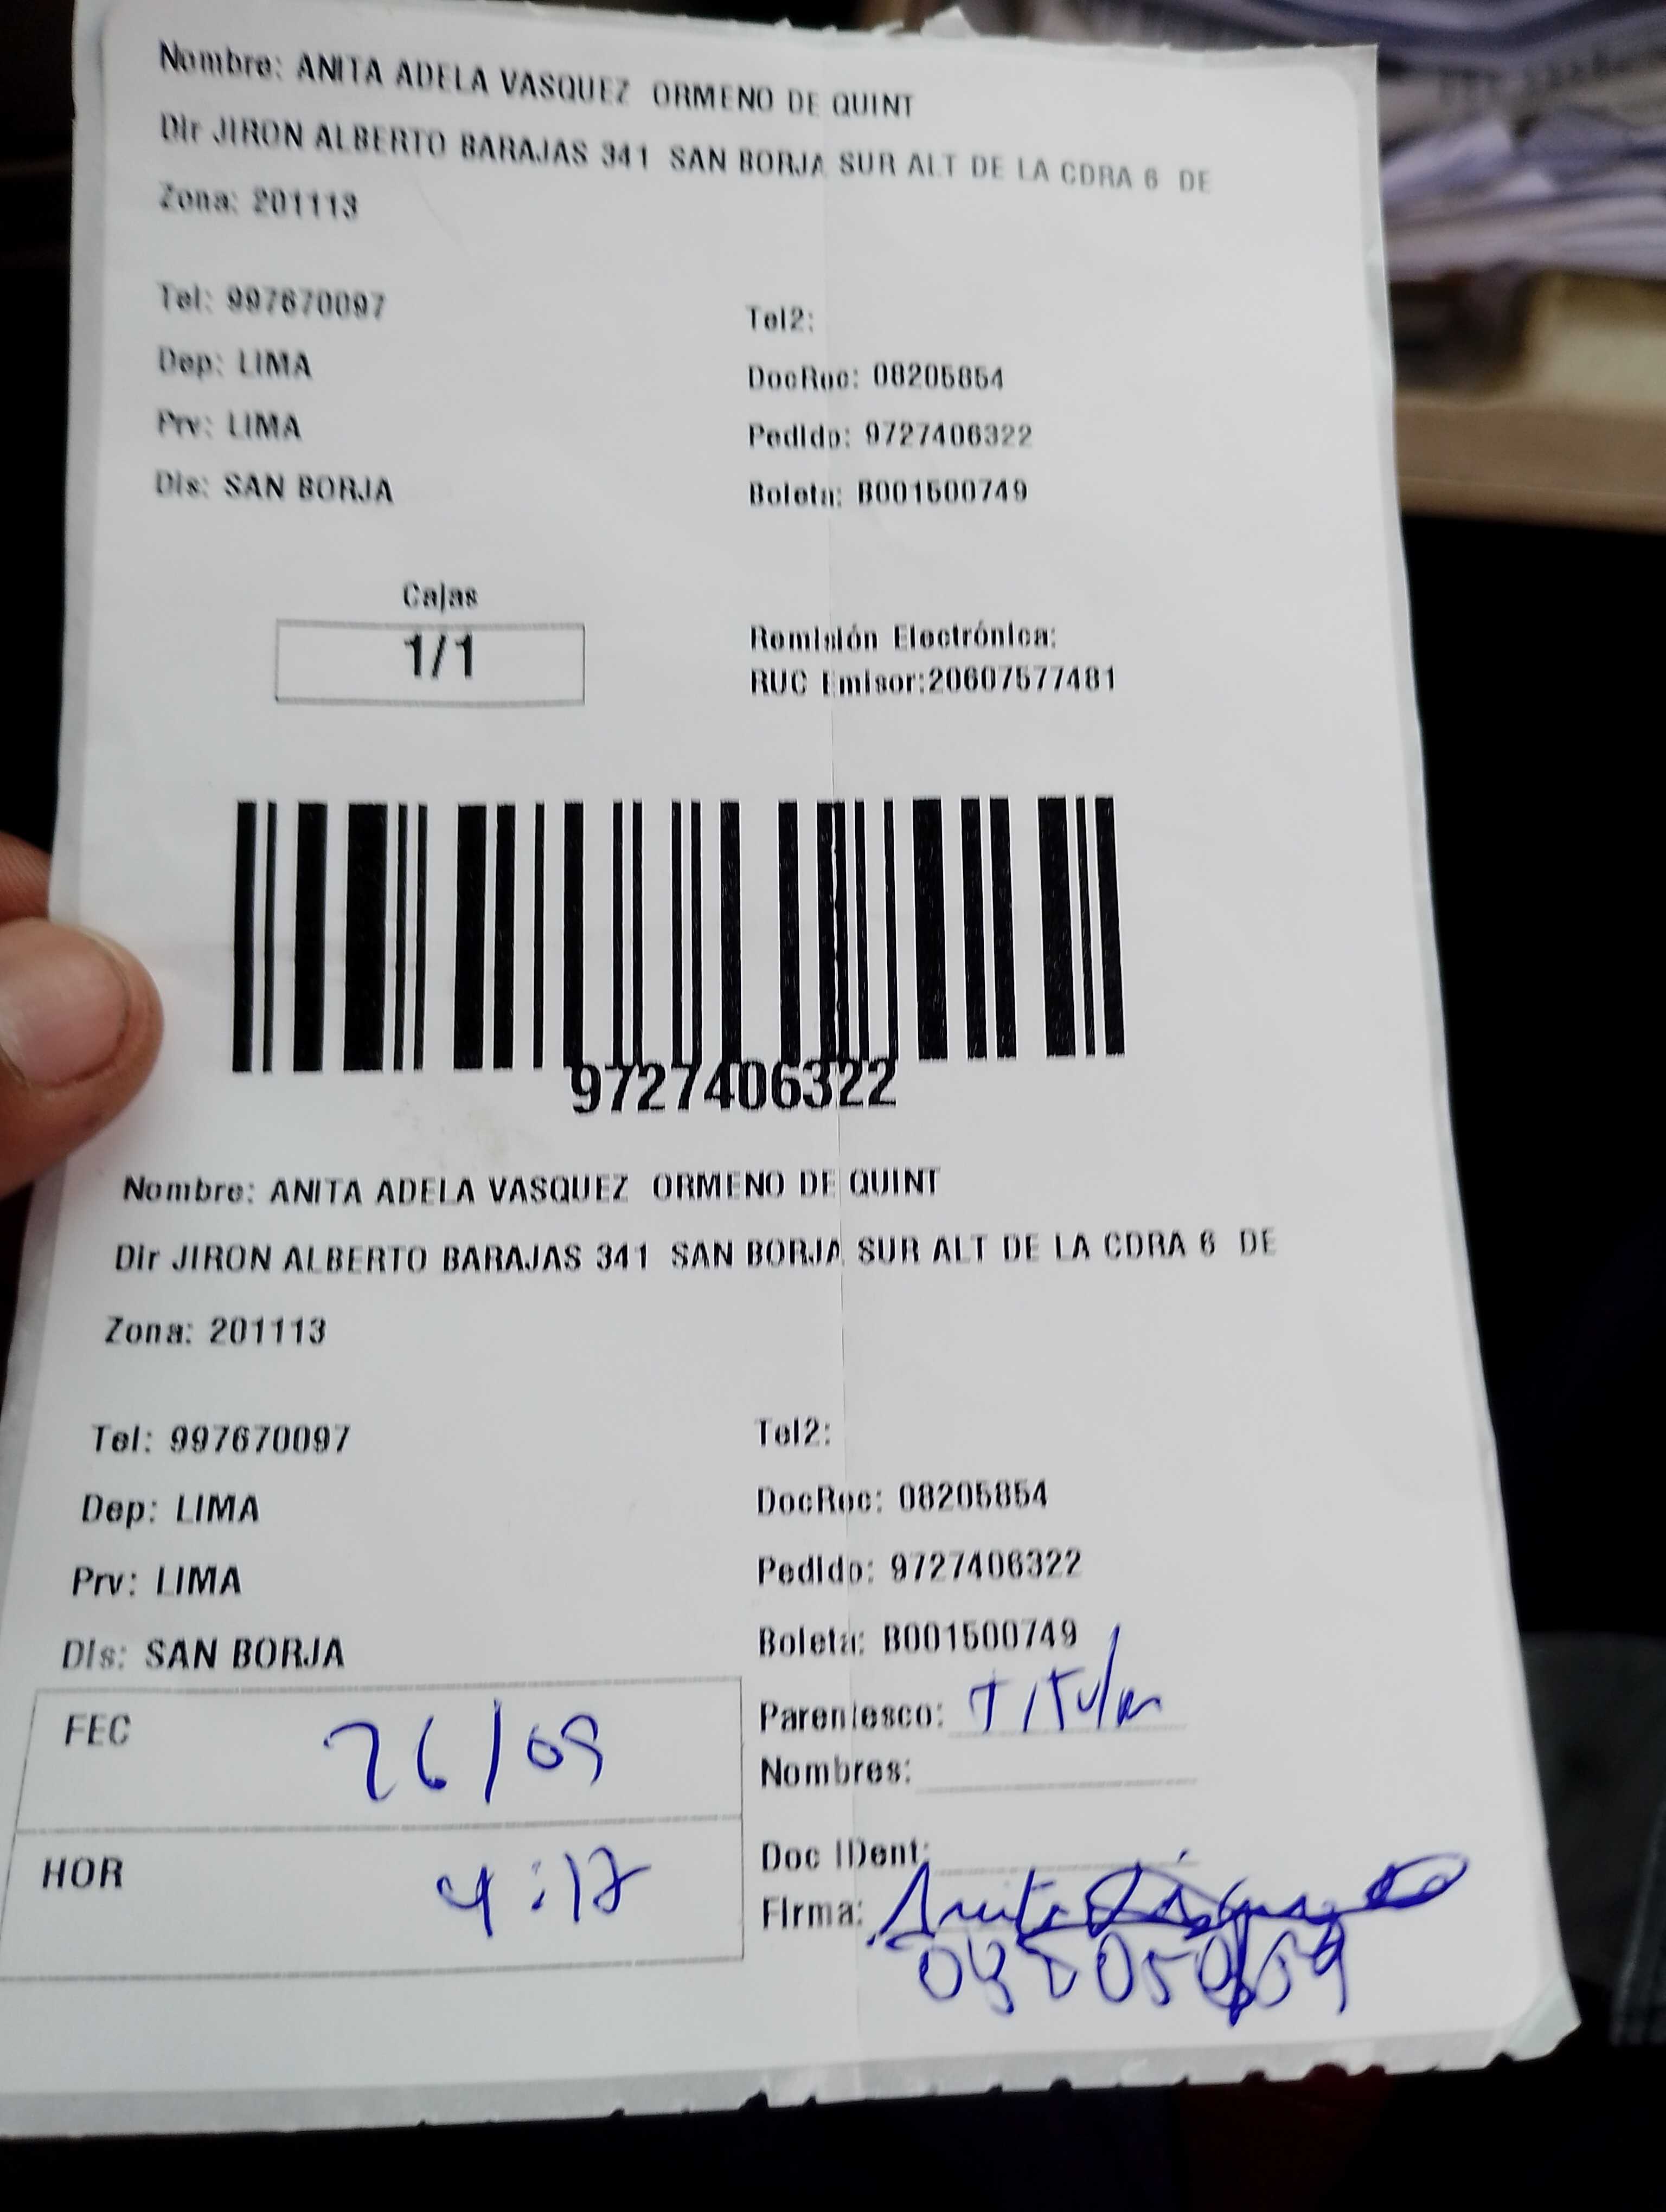 Nombre: ANITA ADELA VASQUEZ ORMENO DE QUINT
Dir JIRON ALBERTO BARAJAS 341 SAN BORJA SUR ALT DE LA CDRA 6 DE
Zona: 201113
Tel: 997670097
Tel2:
Dep: LIMA
DocRec: 08205854
Prv: LIMA
Pedido: 9727406322
Dis: SAN BORJA
Boleta: B001500749
Cajas
1/1
Remisión Electrónica:
RUC Emisor:20607577481
9727406322
Nombre: ANITA ADELA VASQUEZ ORMENO DE QUINT
Dir JIRON ALBERTO BARAJAS 341 SAN BORJA SUR ALT DE LA CDRA 6 DE
Zona: 201113
Tel: 997670097
Tel2:
Dep: LIMA
DocRec: 08205854
Prv: LIMA
Pedido: 9727406322
Dis: SAN BORJA
Boleta: B001500749
FEC 26/09
Parentesco: Titular
Nombres:
HOR 4:17
Doc IDent:
Firma: Anita